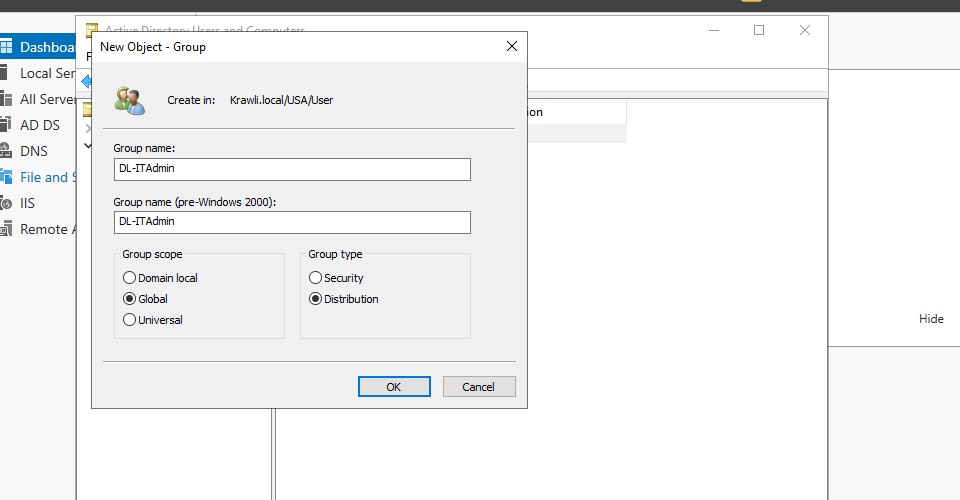 Active Directory Users and Computers
New Object - Group
Dashboa
Local Ser
All Server
AD DS
DNS
File and S
IIS
Remote A
Create in: Krawli.local/USA/User
ion
Group name:
DL-ITAdmin
Group name (pre-Windows 2000):
DL-ITAdmin
Group scope
Domain local
Global
Universal
Group type
Security
Distribution
OK
Cancel
Hide